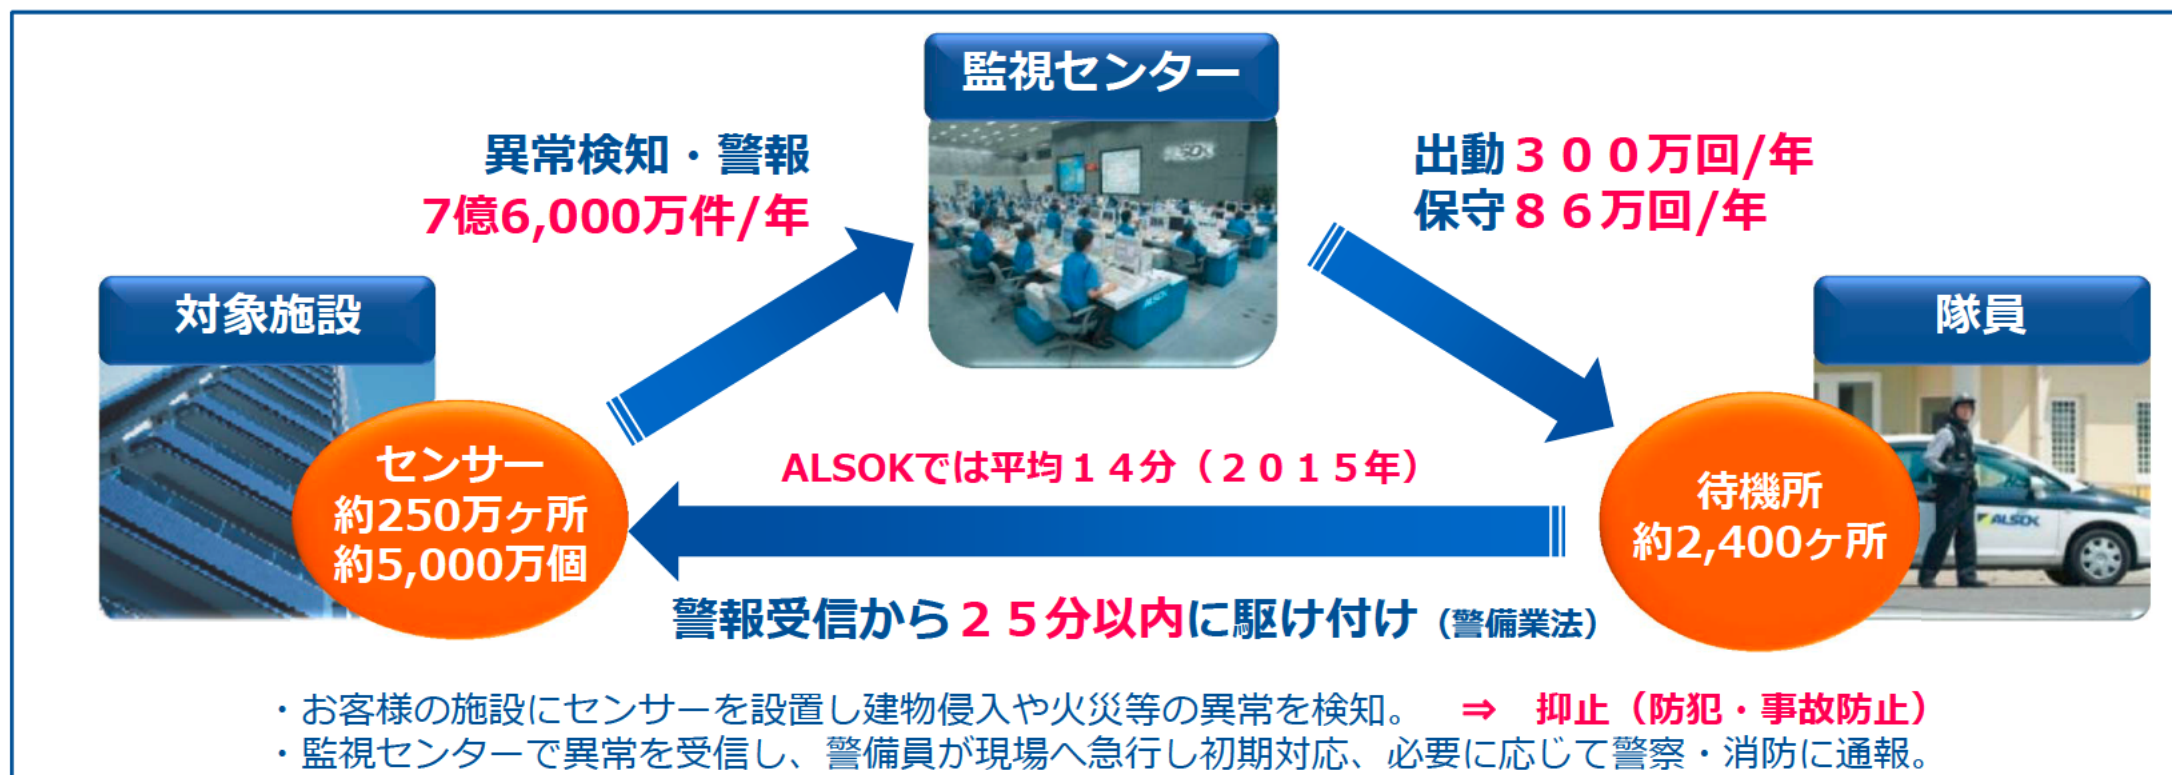 監視センター
異常検知・警報
7億6,000万件/年
出動３００万回/年
保守８６万回/年
ALSOK
ALSOK
対象施設
隊員
センサー
約250万ヶ所
約5,000万個
ALSOKでは平均１４分（２０１５年）
待機所
約2,400ヶ所
ALSOK
警報受信から２５分以内に駆け付け（警備業法）
・お客様の施設にセンサーを設置し建物侵入や火災等の異常を検知。　⇒　抑止（防犯・事故防止）
・監視センターで異常を受信し、警備員が現場へ急行し初期対応、必要に応じて警察・消防に通報。